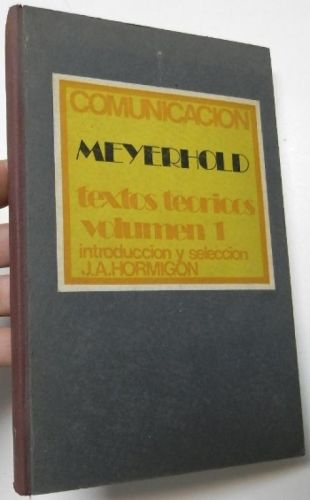 COMUNICACION
MEYERHOLD
textos teoricos
volumen 1
introduccion y seleccion
J.A.HORMIGON